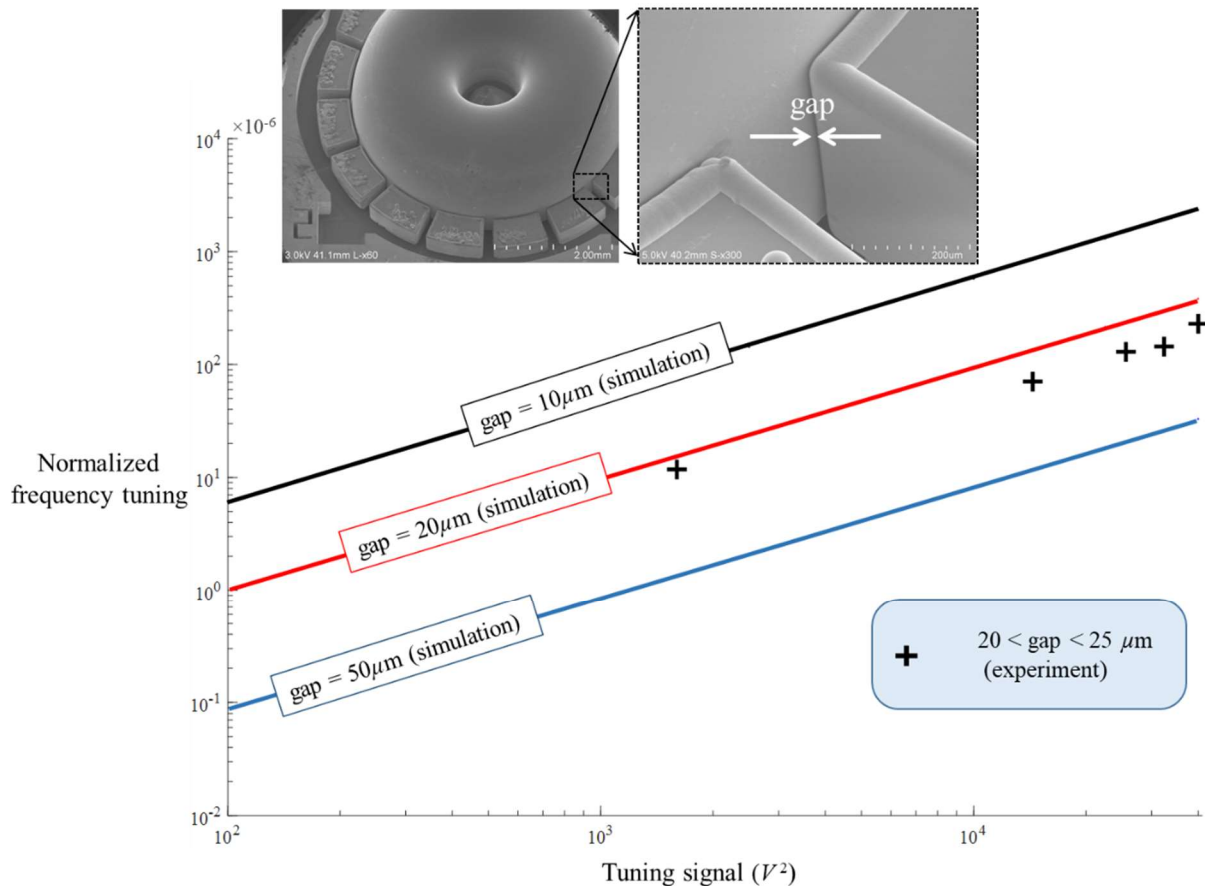 gap
3.0kV 41.1mm L-x60
2.00mm
5.0kV 40.2mm S-x300
200um
10⁴ ×10⁻⁶
10³
10²
10¹
10⁰
10⁻¹
10⁻²
Normalized
frequency tuning
gap = 10μm (simulation)
gap = 20μm (simulation)
gap = 50μm (simulation)
20 < gap < 25 μm
(experiment)
10²
10³
10⁴
Tuning signal (V²)